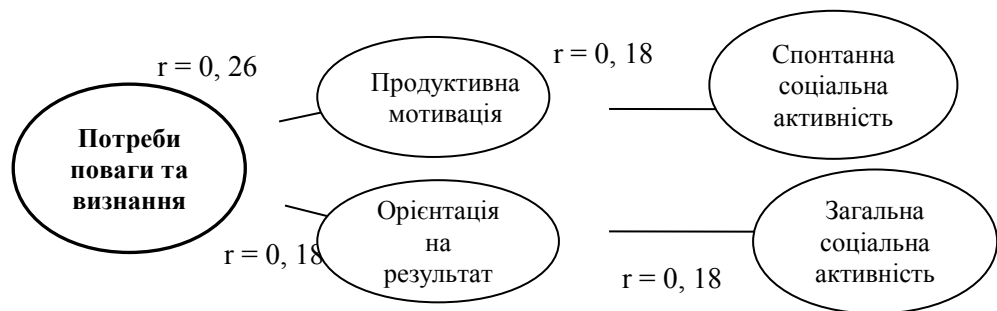 r = 0, 26
Потреби
поваги та
визнання
r = 0, 18
Продуктивна
мотивація
Орієнтація
на
результат
r = 0, 18
Спонтанна
соціальна
активність
r = 0, 18
Загальна
соціальна
активність